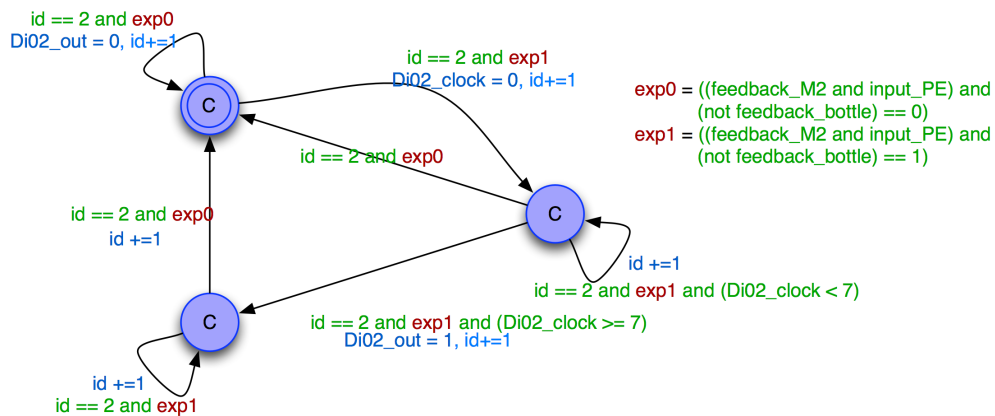 id == 2 and exp0
Di02_out = 0, id+=1
id == 2 and exp1
Di02_clock = 0, id+=1
exp0 = ((feedback_M2 and input_PE) and
(not feedback_bottle) == 0)
exp1 = ((feedback_M2 and input_PE) and
(not feedback_bottle) == 1)
C
id == 2 and exp0
id == 2 and exp0
id +=1
C
id +=1
id == 2 and exp1 and (Di02_clock < 7)
C
id == 2 and exp1 and (Di02_clock >= 7)
Di02_out = 1, id+=1
id +=1
id == 2 and exp1